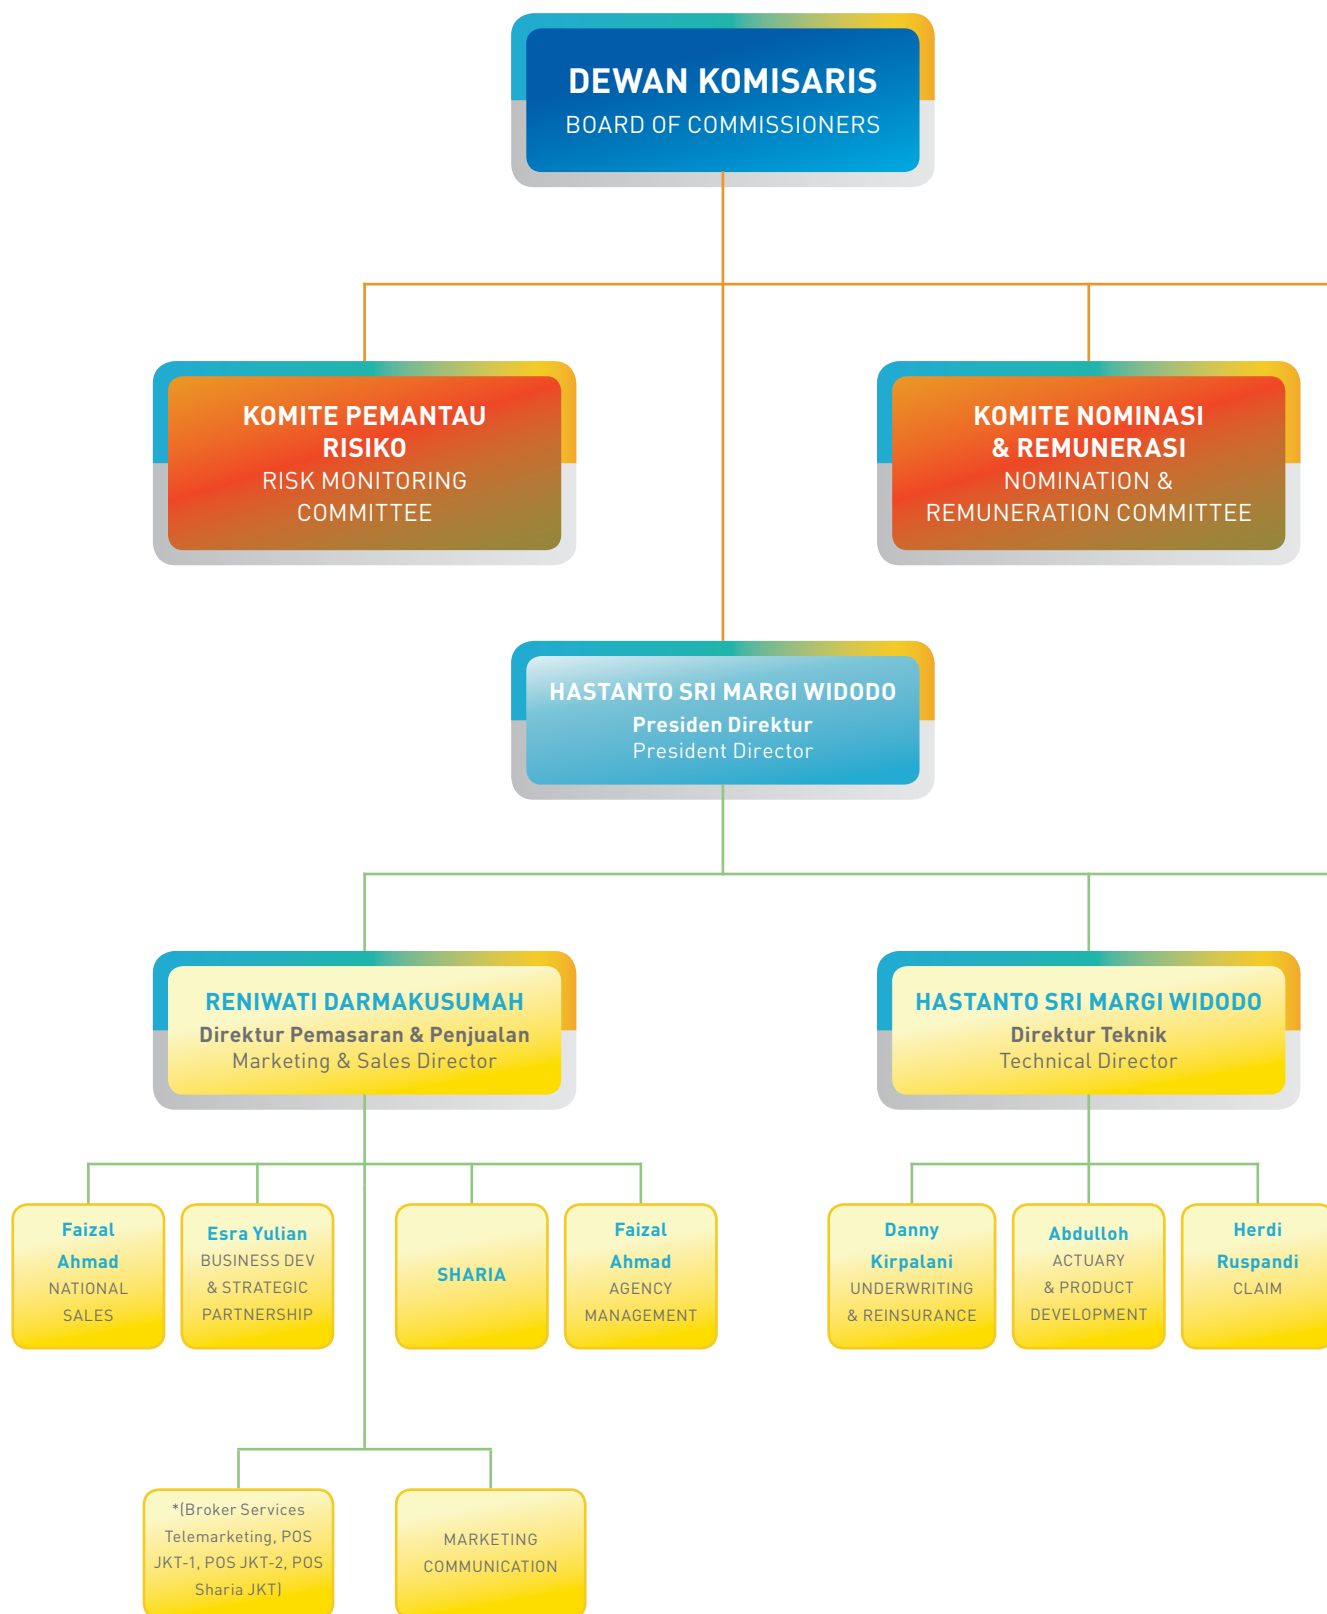 DEWAN KOMISARIS
BOARD OF COMMISSIONERS
KOMITE PEMANTAU
RISIKO
RISK MONITORING
COMMITTEE
KOMITE NOMINASI
& REMUNERASI
NOMINATION &
REMUNERATION COMMITTEE
HASTANTO SRI MARGI WIDODO
Presiden Direktur
President Director
RENIWATI DARMAKUSUMAH
Direktur Pemasaran & Penjualan
Marketing & Sales Director
HASTANTO SRI MARGI WIDODO
Direktur Teknik
Technical Director
Faizal
Ahmad
NATIONAL
SALES
Esra Yulian
BUSINESS DEV
& STRATEGIC
PARTNERSHIP
SHARIA
Faizal
Ahmad
AGENCY
MANAGEMENT
Danny
Kirpalani
UNDERWRITING
& REINSURANCE
Abdulloh
ACTUARY
& PRODUCT
DEVELOPMENT
Herdi
Ruspandi
CLAIM
*(Broker Services
Telemarketing, POS
JKT-1, POS JKT-2, POS
Sharia JKT)
MARKETING
COMMUNICATION